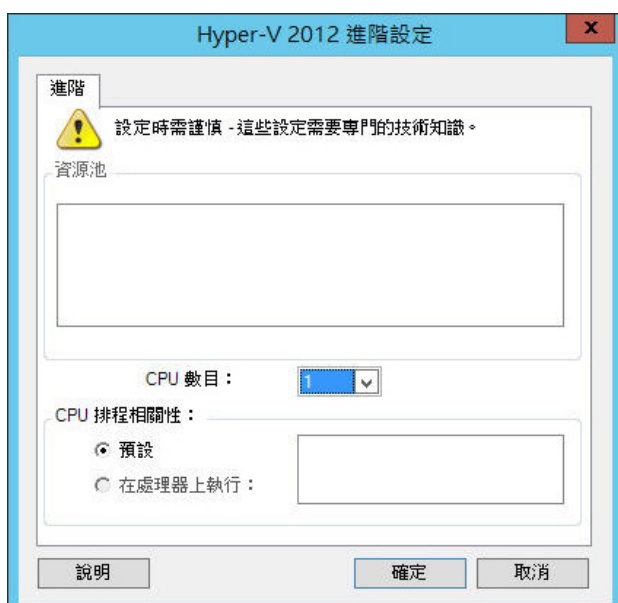 Hyper-V 2012 進階設定
x
進階
設定時需謹慎 -這些設定需要專門的技術知識。
資源池
CPU 數目：
1
CPU 排程相關性：
預設
在處理器上執行：
說明
確定
取消